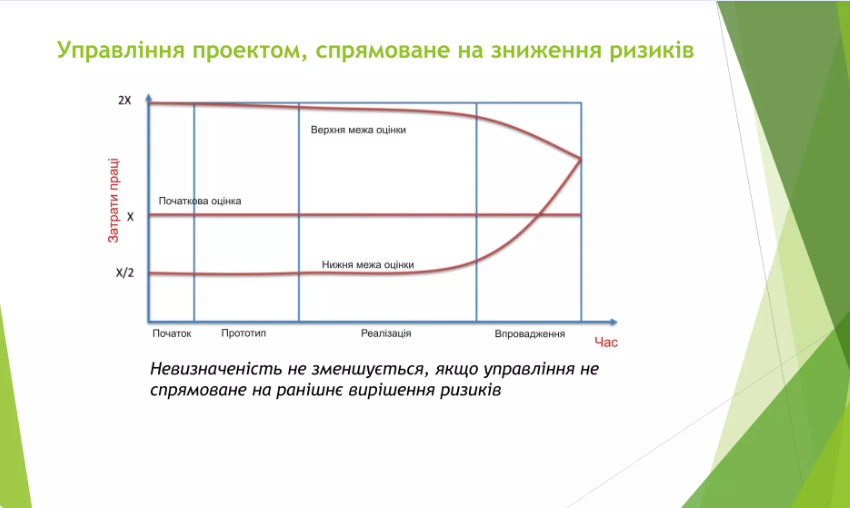 Управління проектом, спрямоване на зниження ризиків
2X
Верхня межа оцінки
Затрати праці
Початкова оцінка
X
Нижня межа оцінки
X/2
Початок Прототип Реалізація Впровадження
Час
Невизначеність не зменшується, якщо управління не
спрямоване на ранішнє вирішення ризиків